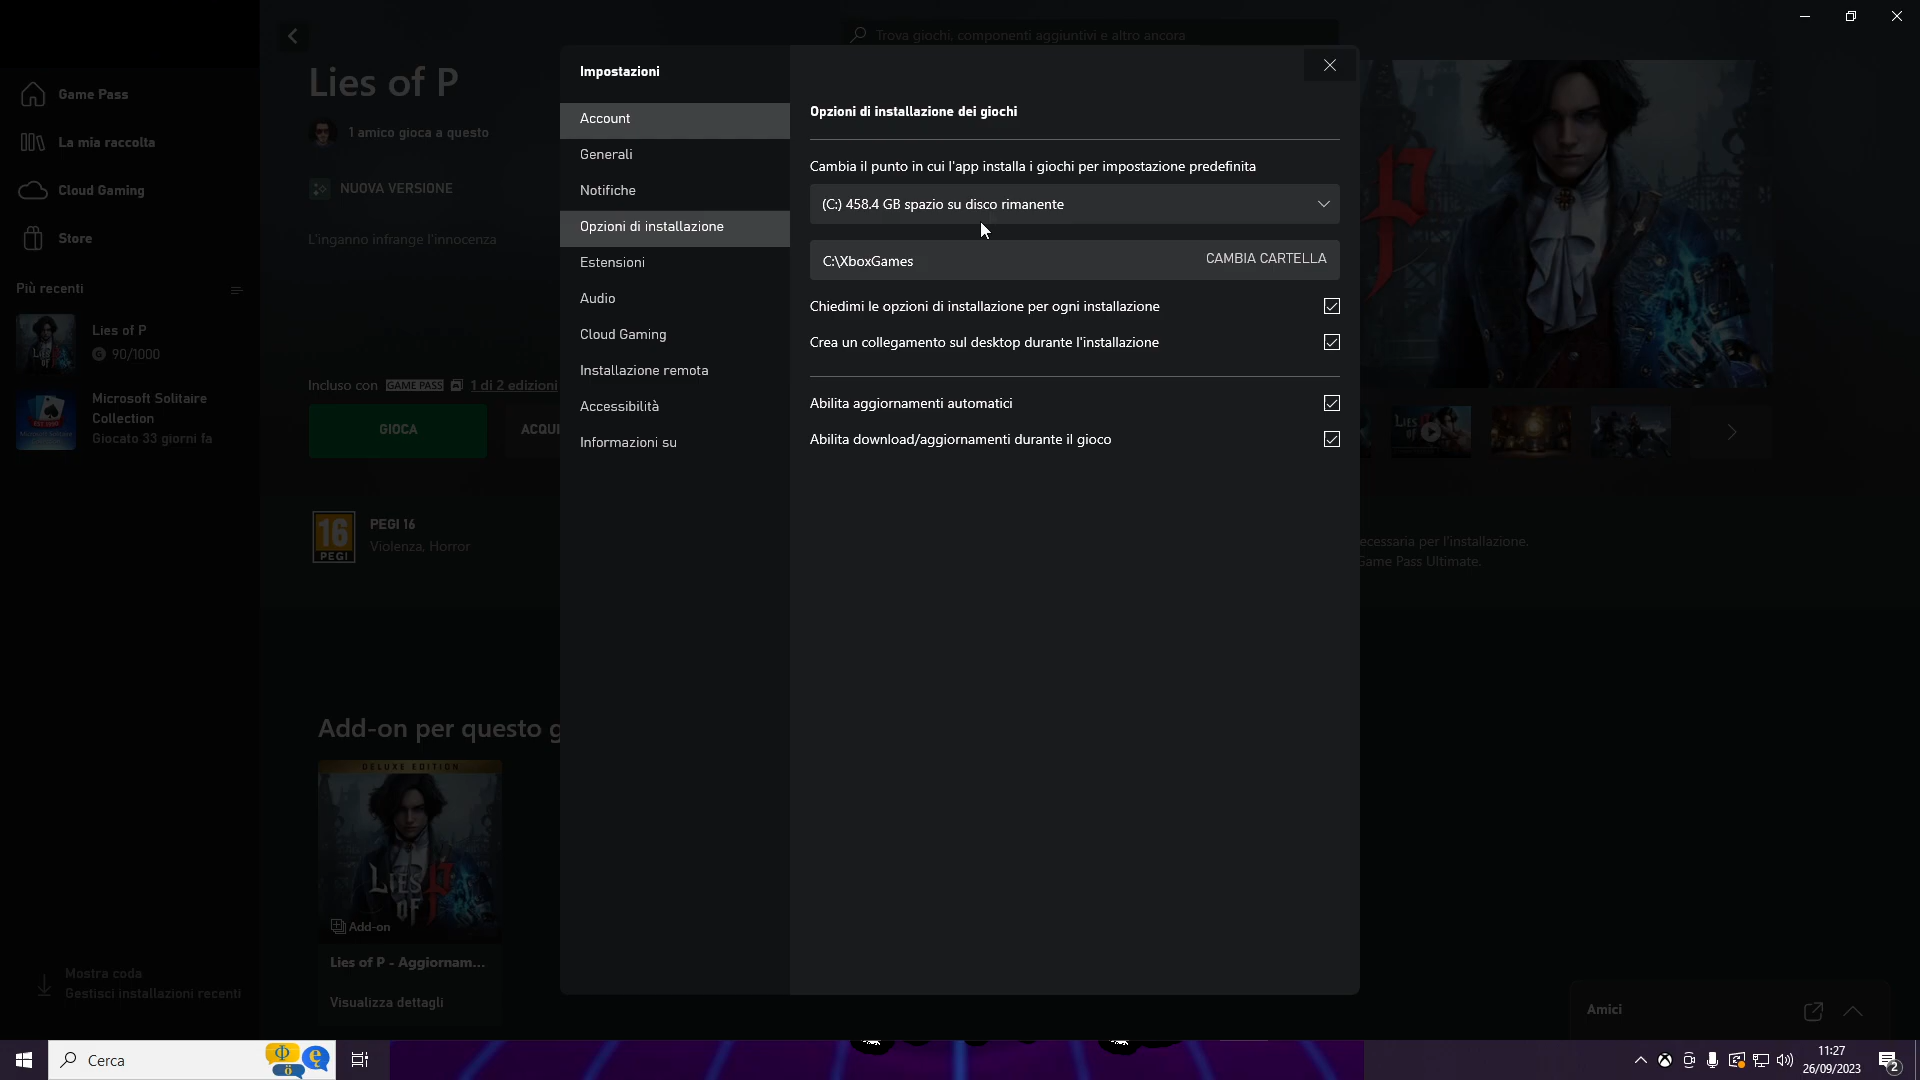 Trova giochi, componenti aggiuntivi e altro ancora
Game Pass
La mia raccolta
Cloud Gaming
Store
Più recenti
Lies of P
90/1000
Microsoft Solitaire
Collection
Giocato 33 giorni fa
Mostra coda
Gestisci installazioni recenti
Lies of P
1 amico gioca a questo
NUOVA VERSIONE
L'inganno infrange l'innocenza
Incluso con GAME PASS 1 di 2 edizioni
GIOCA
ACQUI
16
PEGI
PEGI 16
Violenza, Horror
Add-on per questo g
DELUXE EDITION
LIES OF P
Add-on
Lies of P - Aggiornam...
Visualizza dettagli
Impostazioni
Account
Generali
Notifiche
Opzioni di installazione
Estensioni
Audio
Cloud Gaming
Installazione remota
Accessibilità
Informazioni su
Opzioni di installazione dei giochi
Cambia il punto in cui l'app installa i giochi per impostazione predefinita
(C:) 458.4 GB spazio su disco rimanente
C:\XboxGames
CAMBIA CARTELLA
Chiedimi le opzioni di installazione per ogni installazione
Crea un collegamento sul desktop durante l'installazione
Abilita aggiornamenti automatici
Abilita download/aggiornamenti durante il gioco
ecessaria per l'installazione.
Game Pass Ultimate.
Amici
Cerca
11:27
26/09/2023
2